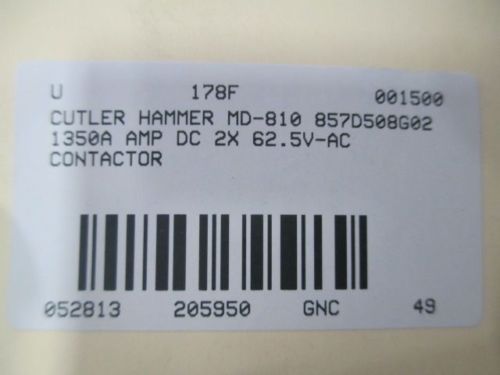 U 178F 001500
CUTLER HAMMER MD-810 857D508G02
1350A AMP DC 2X 62.5V-AC
CONTACTOR
052813 205950 GNC 49